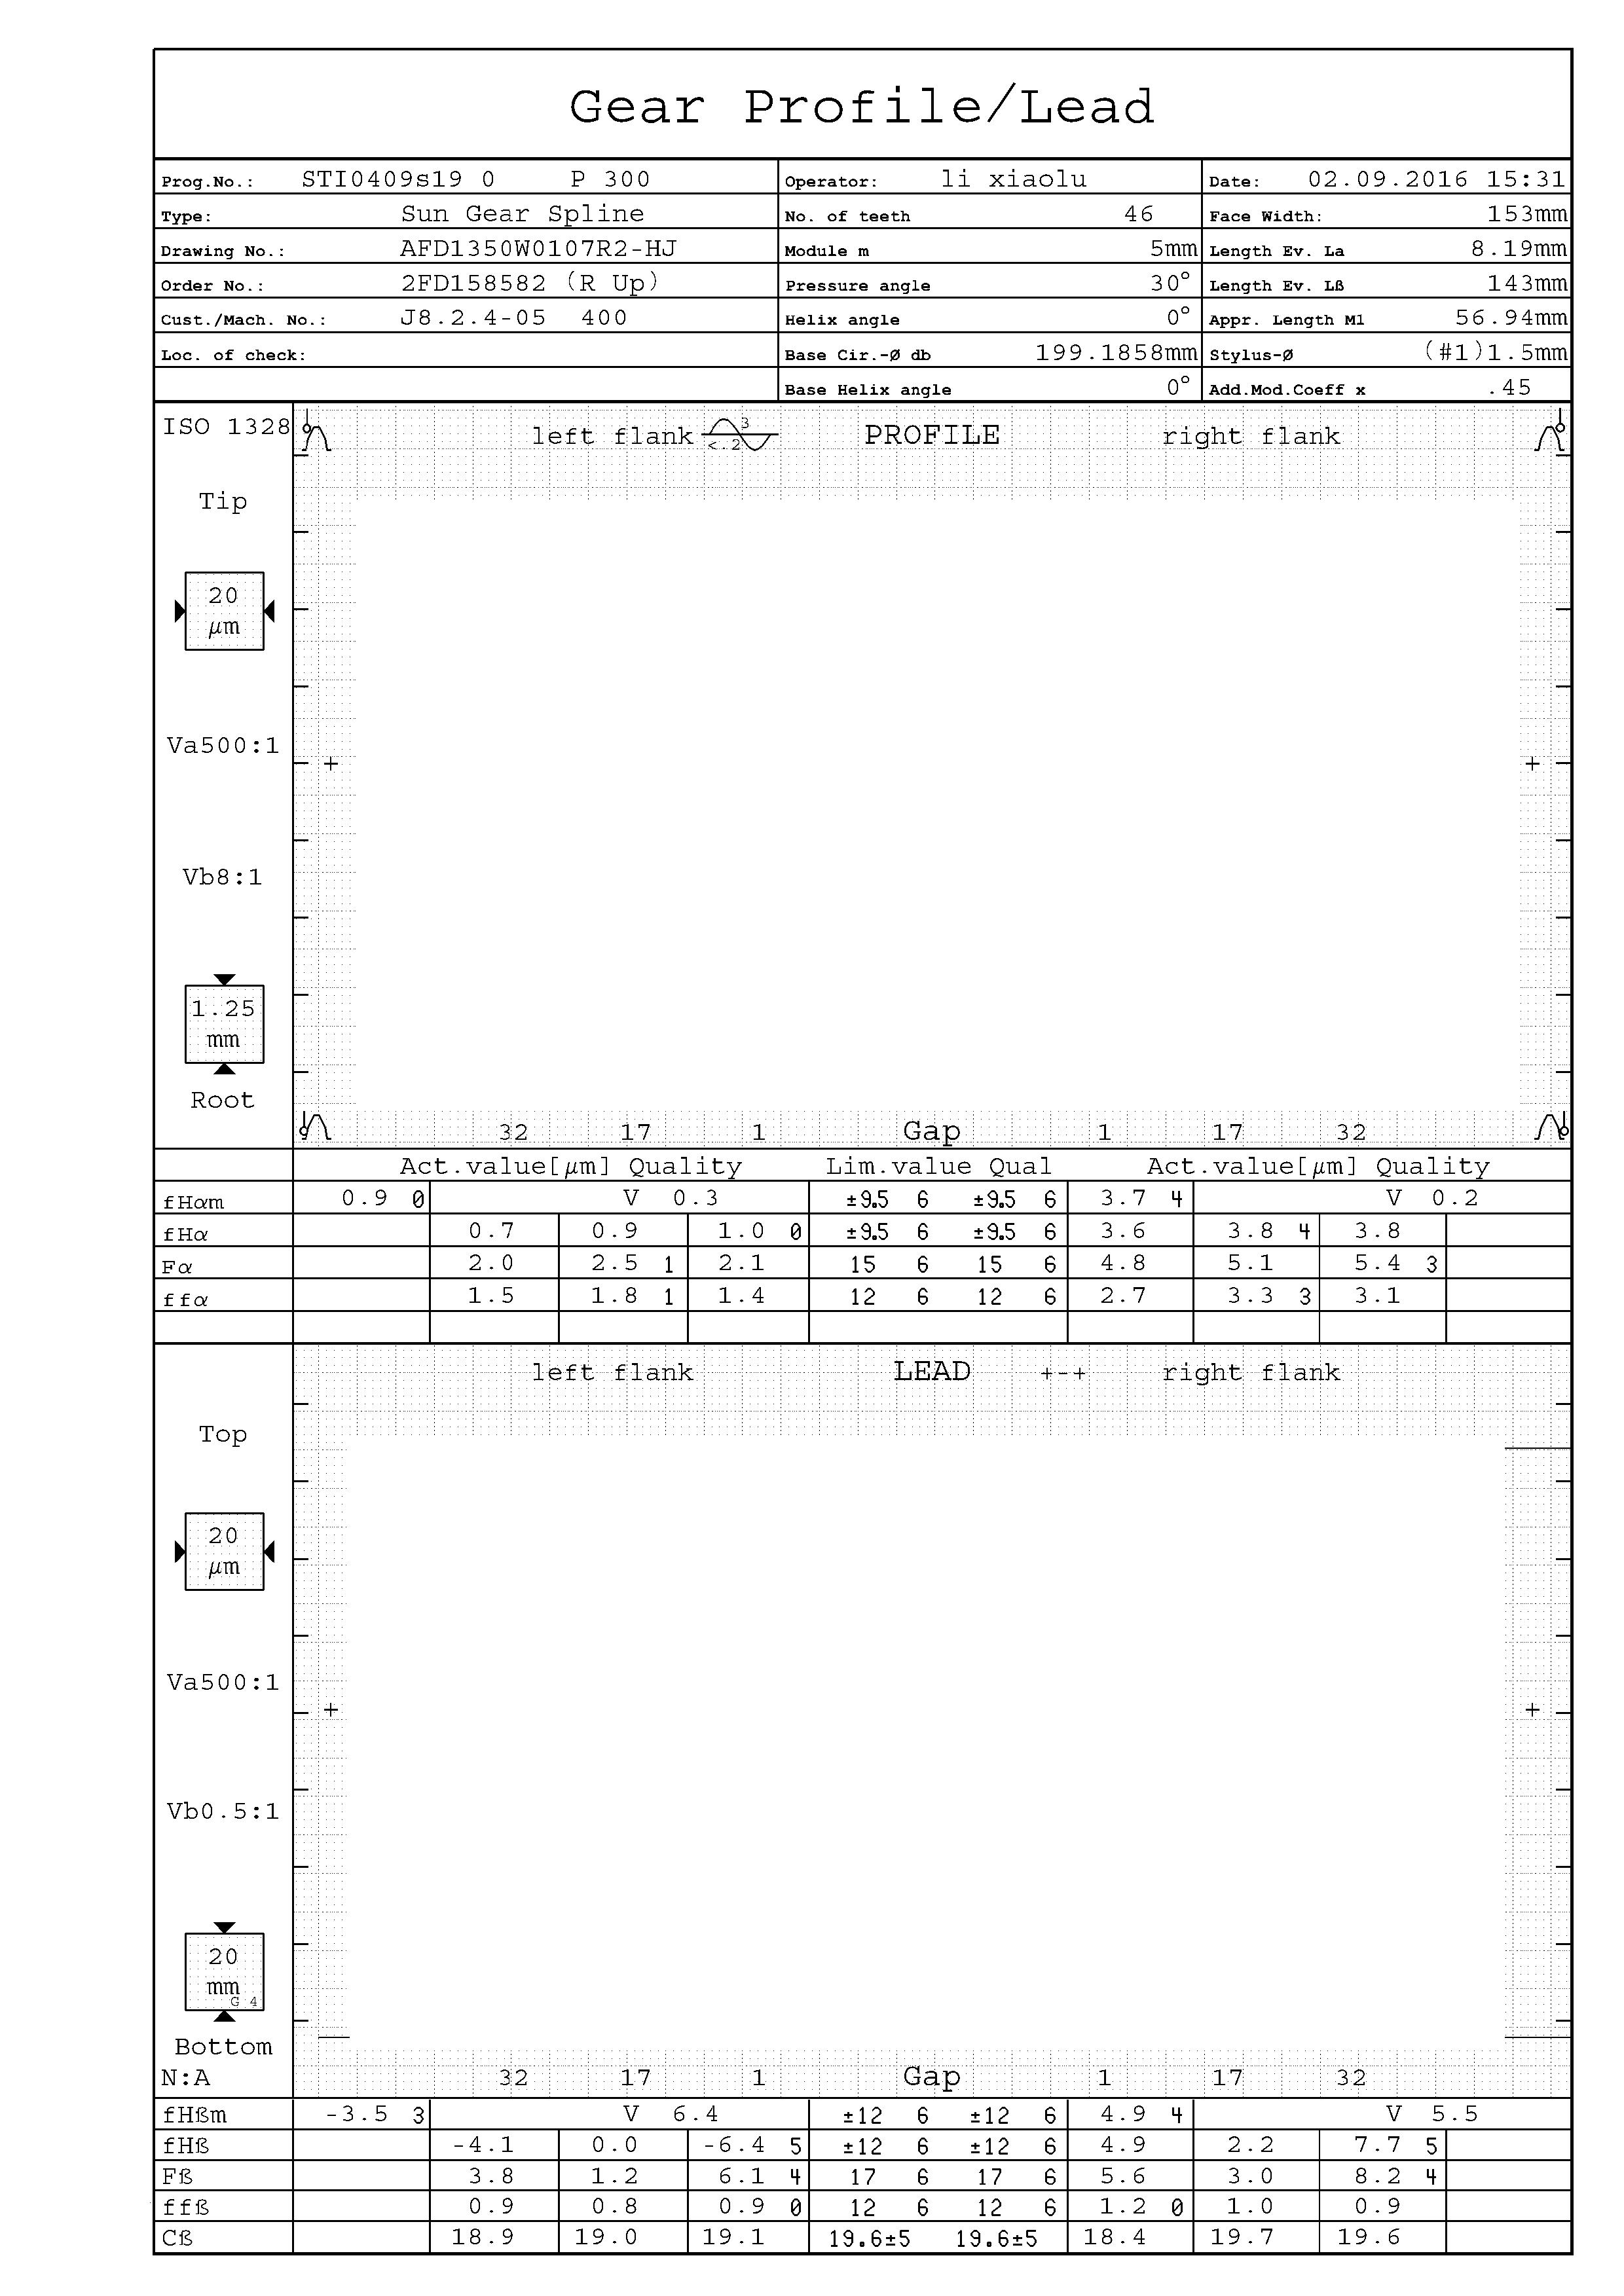 Gear Profile/Lead
Prog.No.: STI0409s19 0 P 300 Operator: li xiaolu Date: 02.09.2016 15:31
Type: Sun Gear Spline No. of teeth 46 Face Width: 153mm
Drawing No.: AFD1350W0107R2-HJ Module m 5mm Length Ev. La 8.19mm
Order No.: 2FD158582 (R Up) Pressure angle 30° Length Ev. Lß 143mm
Cust./Mach. No.: J8.2.4-05 400 Helix angle 0° Appr. Length M1 56.94mm
Loc. of check: Base Cir.-Ø db 199.1858mm Stylus-Ø (#1)1.5mm
Base Helix angle 0° Add.Mod.Coeff x .45
ISO 1328 left flank 3 <.2 PROFILE right flank
Tip
20
µm
Va500:1
+ +
Vb8:1
1.25
mm
Root
32 17 1 Gap 1 17 32
Act.value[µm] Quality Lim.value Qual Act.value[µm] Quality
fHαm 0.9 0 V 0.3 ±9.5 6 ±9.5 6 3.7 4 V 0.2
fHα 0.7 0.9 1.0 0 ±9.5 6 ±9.5 6 3.6 3.8 4 3.8
Fα 2.0 2.5 1 2.1 15 6 15 6 4.8 5.1 5.4 3
ffα 1.5 1.8 1 1.4 12 6 12 6 2.7 3.3 3 3.1
left flank LEAD +-+ right flank
Top
20
µm
Va500:1
+ +
Vb0.5:1
20
mm
G 4
Bottom
N:A 32 17 1 Gap 1 17 32
fHßm -3.5 3 V 6.4 ±12 6 ±12 6 4.9 4 V 5.5
fHß -4.1 0.0 -6.4 5 ±12 6 ±12 6 4.9 2.2 7.7 5
Fß 3.8 1.2 6.1 4 17 6 17 6 5.6 3.0 8.2 4
ffß 0.9 0.8 0.9 0 12 6 12 6 1.2 0 1.0 0.9
Cß 18.9 19.0 19.1 19.6±5 19.6±5 18.4 19.7 19.6